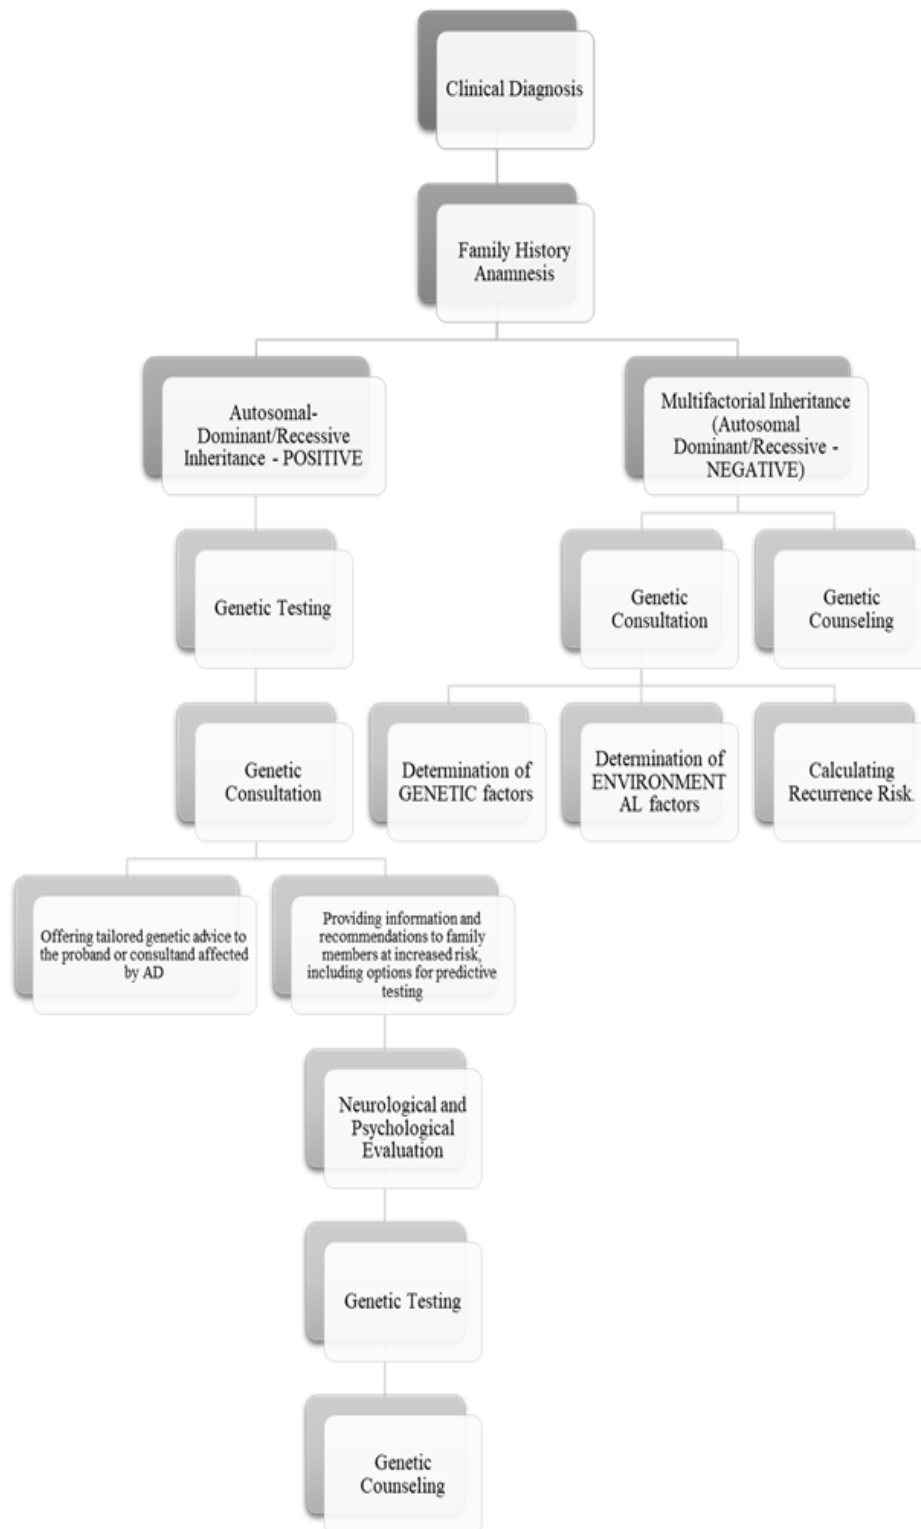 Clinical Diagnosis
Family History
Anamnesis
Autosomal-
Dominant/Recessive
Inheritance - POSITIVE
Multifactorial Inheritance
(Autosomal
Dominant/Recessive -
NEGATIVE)
Genetic Testing
Genetic
Consultation
Genetic
Counseling
Genetic
Consultation
Determination of
GENETIC factors
Determination of
ENVIRONMENT
AL factors
Calculating
Recurrence Risk.
Offering tailored genetic advice to
the proband or consultand affected
by AD
Providing information and
recommendations to family
members at increased risk,
including options for predictive
testing
Neurological and
Psychological
Evaluation
Genetic Testing
Genetic
Counseling